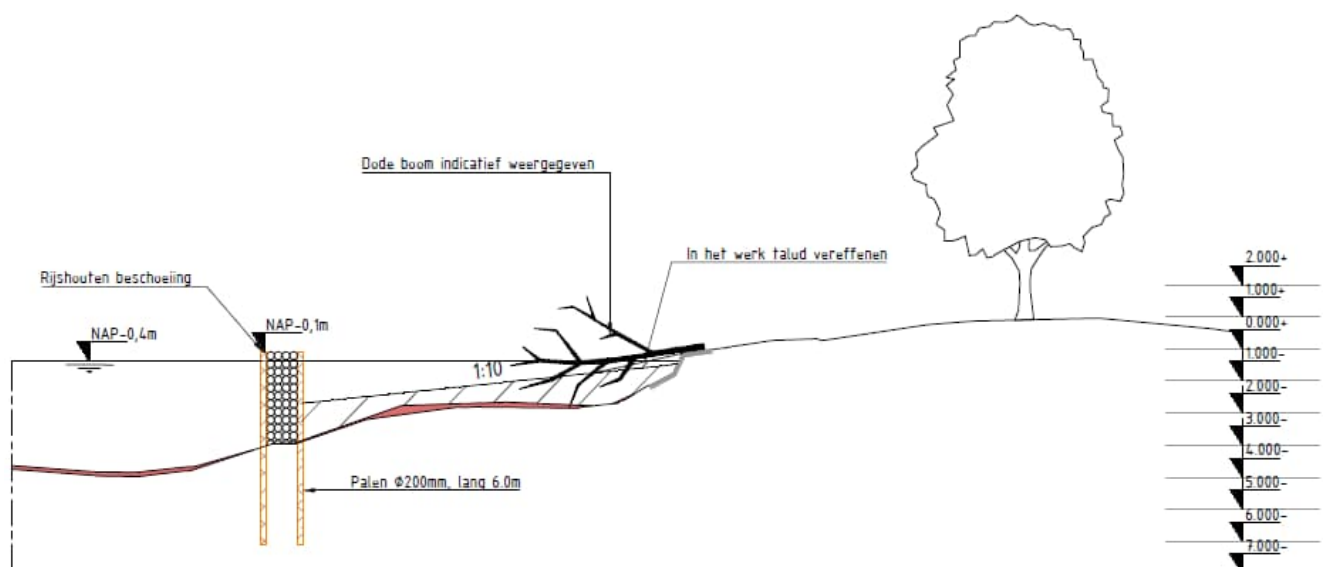 Dode boom indicatief weergegeven
In het werk talud vereffenen
Rijshouten beschoeiing
NAP-0,1m
NAP-0,4m
1:10
Palen Φ200mm, lang 6.0m
2.000+
1.000+
0.000+
1.000-
2.000-
3.000-
4.000-
5.000-
6.000-
7.000-